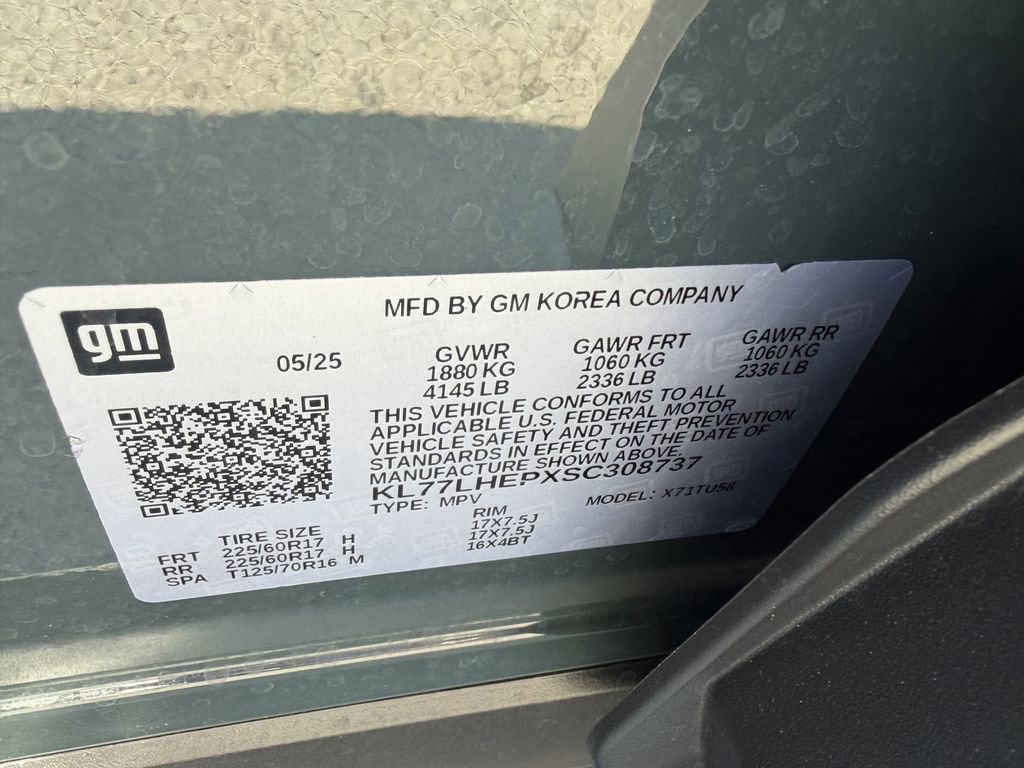 gm
MFD BY GM KOREA COMPANY
05/25
GVWR GAWR FRT GAWR RR
1880 KG 1060 KG 1060 KG
4145 LB 2336 LB 2336 LB
THIS VEHICLE CONFORMS TO ALL
APPLICABLE U.S. FEDERAL MOTOR
VEHICLE SAFETY AND THEFT PREVENTION
STANDARDS IN EFFECT ON THE DATE OF
MANUFACTURE SHOWN ABOVE.
KL77LHEPXSC308737
TYPE: MPV MODEL: X71TU58
TIRE SIZE RIM
FRT 225/60R17 H 17X7.5J
RR 225/60R17 H 17X7.5J
SPA T125/70R16 M 16X4BT